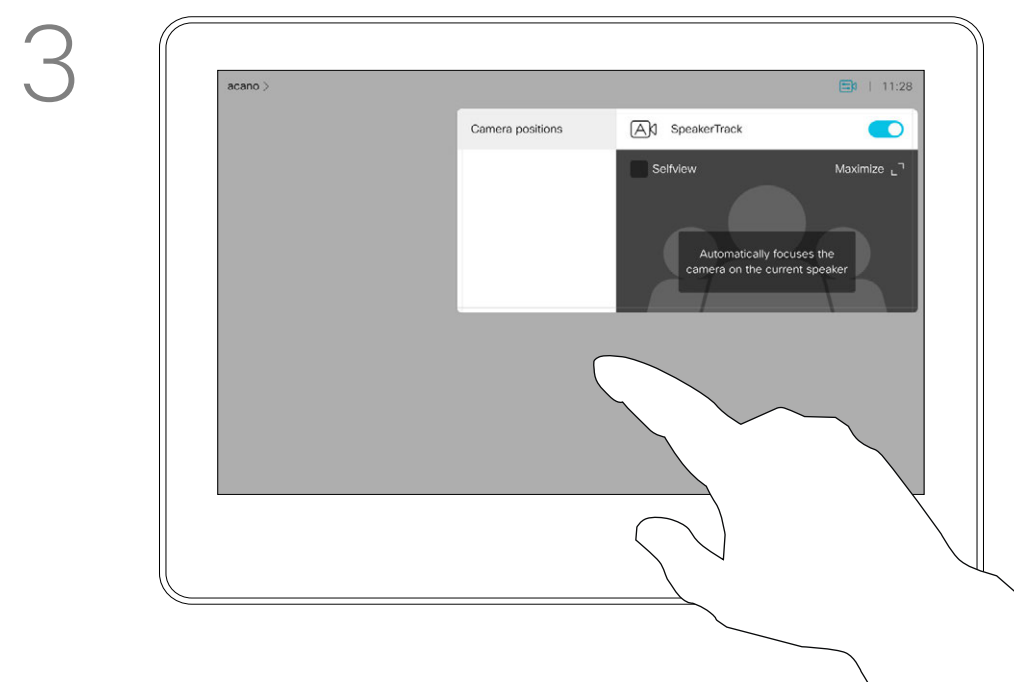 3
acano >
| 11:28
Camera positions
A SpeakerTrack
Selfview
Maximize
Automatically focuses the
camera on the current speaker